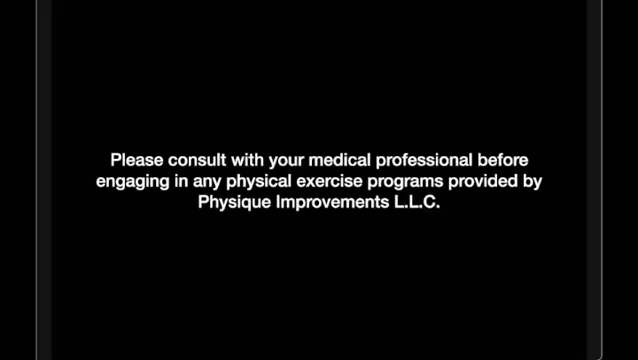 Please consult with your medical professional before
engaging in any physical exercise programs provided by
Physique Improvements L.L.C.